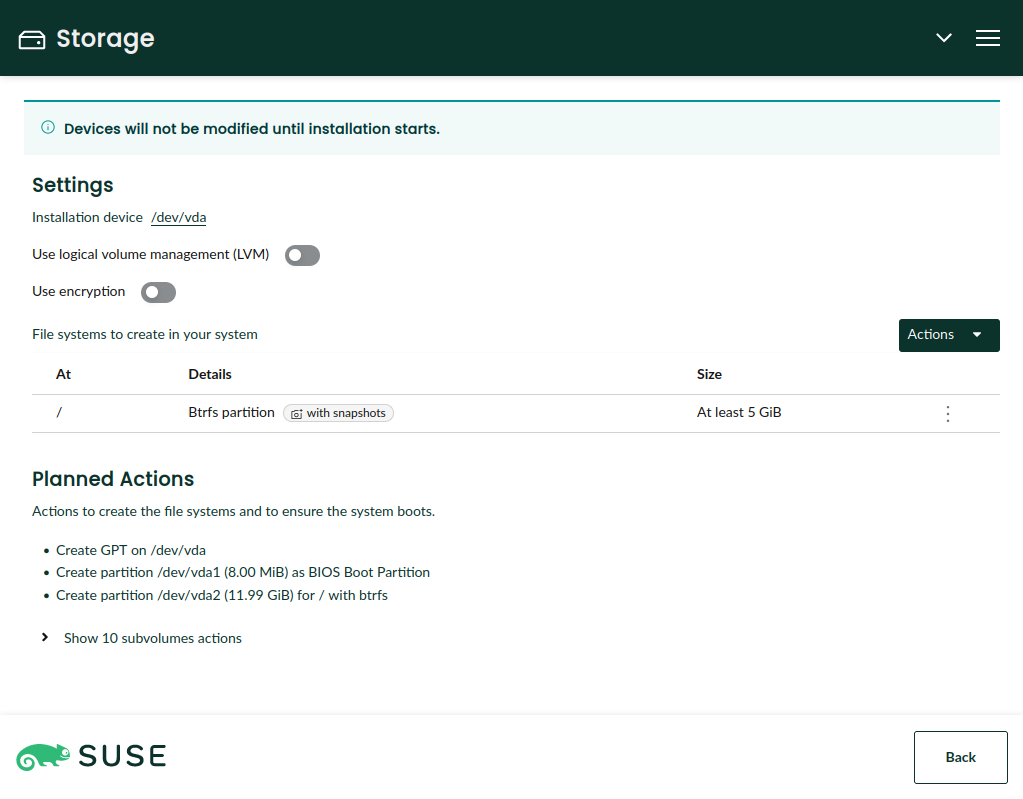 Storage
Devices will not be modified until installation starts.
Settings
Installation device /dev/vda
Use logical volume management (LVM)
Use encryption
File systems to create in your system
Actions
At Details Size
/ Btrfs partition with snapshots At least 5 GiB
Planned Actions
Actions to create the file systems and to ensure the system boots.
• Create GPT on /dev/vda
• Create partition /dev/vda1 (8.00 MiB) as BIOS Boot Partition
• Create partition /dev/vda2 (11.99 GiB) for / with btrfs
Show 10 subvolumes actions
SUSE
Back